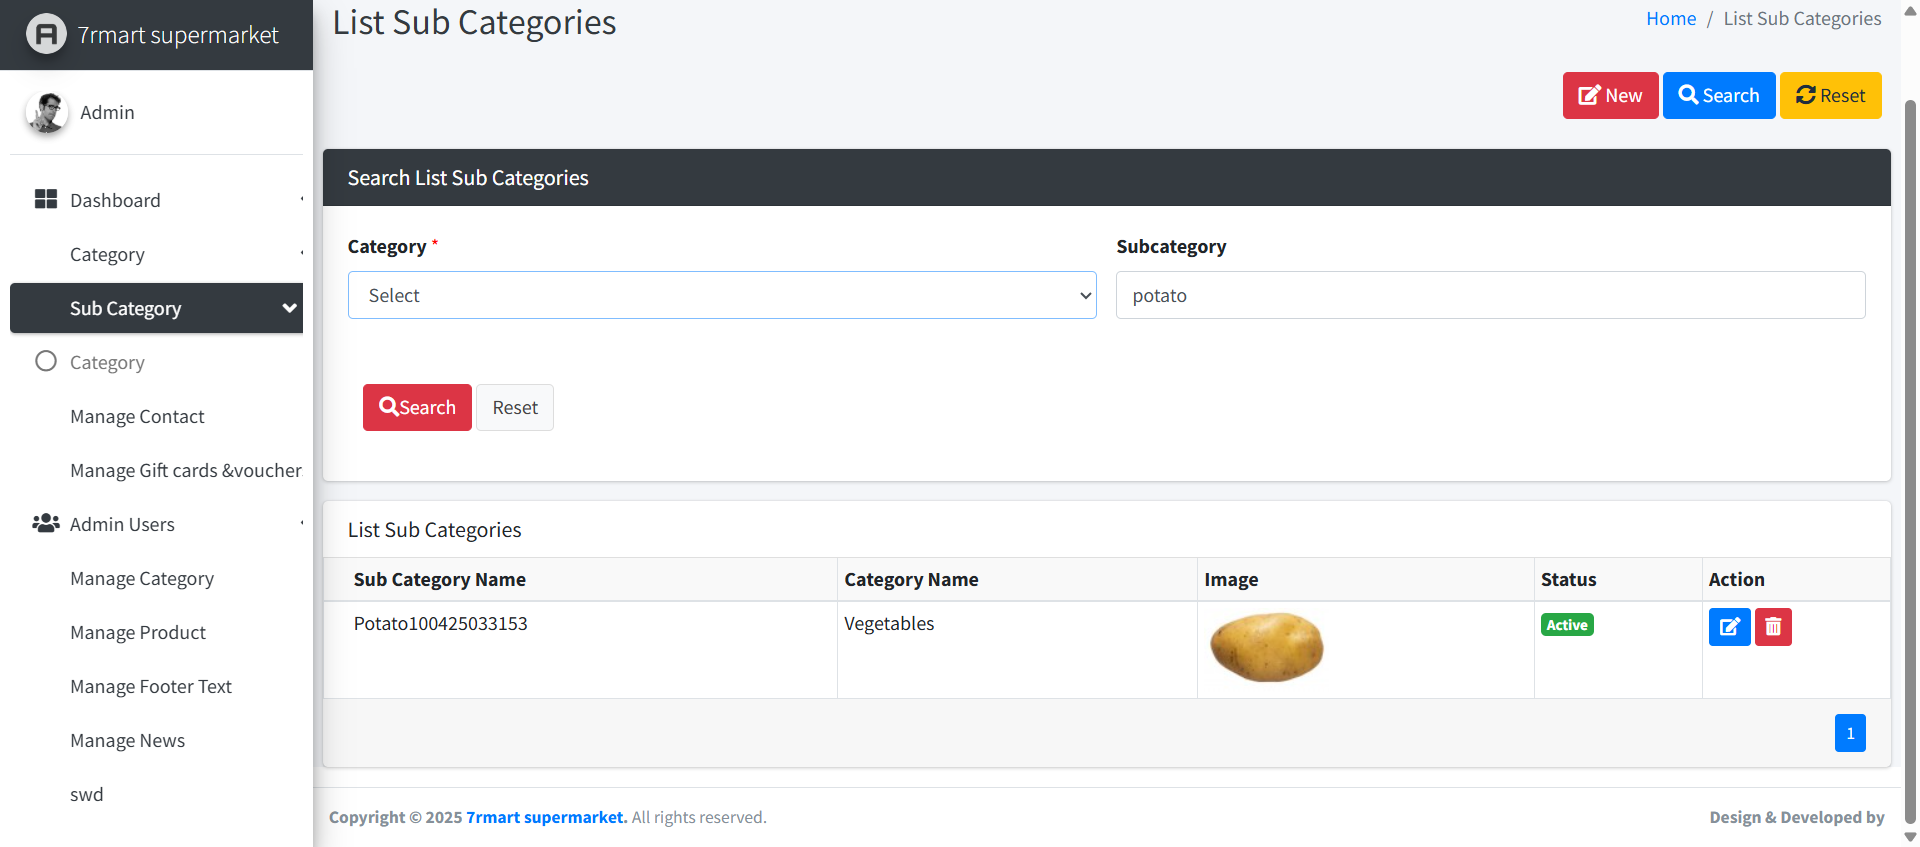 7rmart supermarket
Admin
Dashboard
Category
Sub Category
Category
Manage Contact
Manage Gift cards &voucher
Admin Users
Manage Category
Manage Product
Manage Footer Text
Manage News
swd
List Sub Categories
Home / List Sub Categories
New Search Reset
Search List Sub Categories
Category * Subcategory
Select potato
Search Reset
List Sub Categories
Sub Category Name Category Name Image Status Action
Potato100425033153 Vegetables Active
1
Copyright © 2025 7rmart supermarket. All rights reserved. Design & Developed by